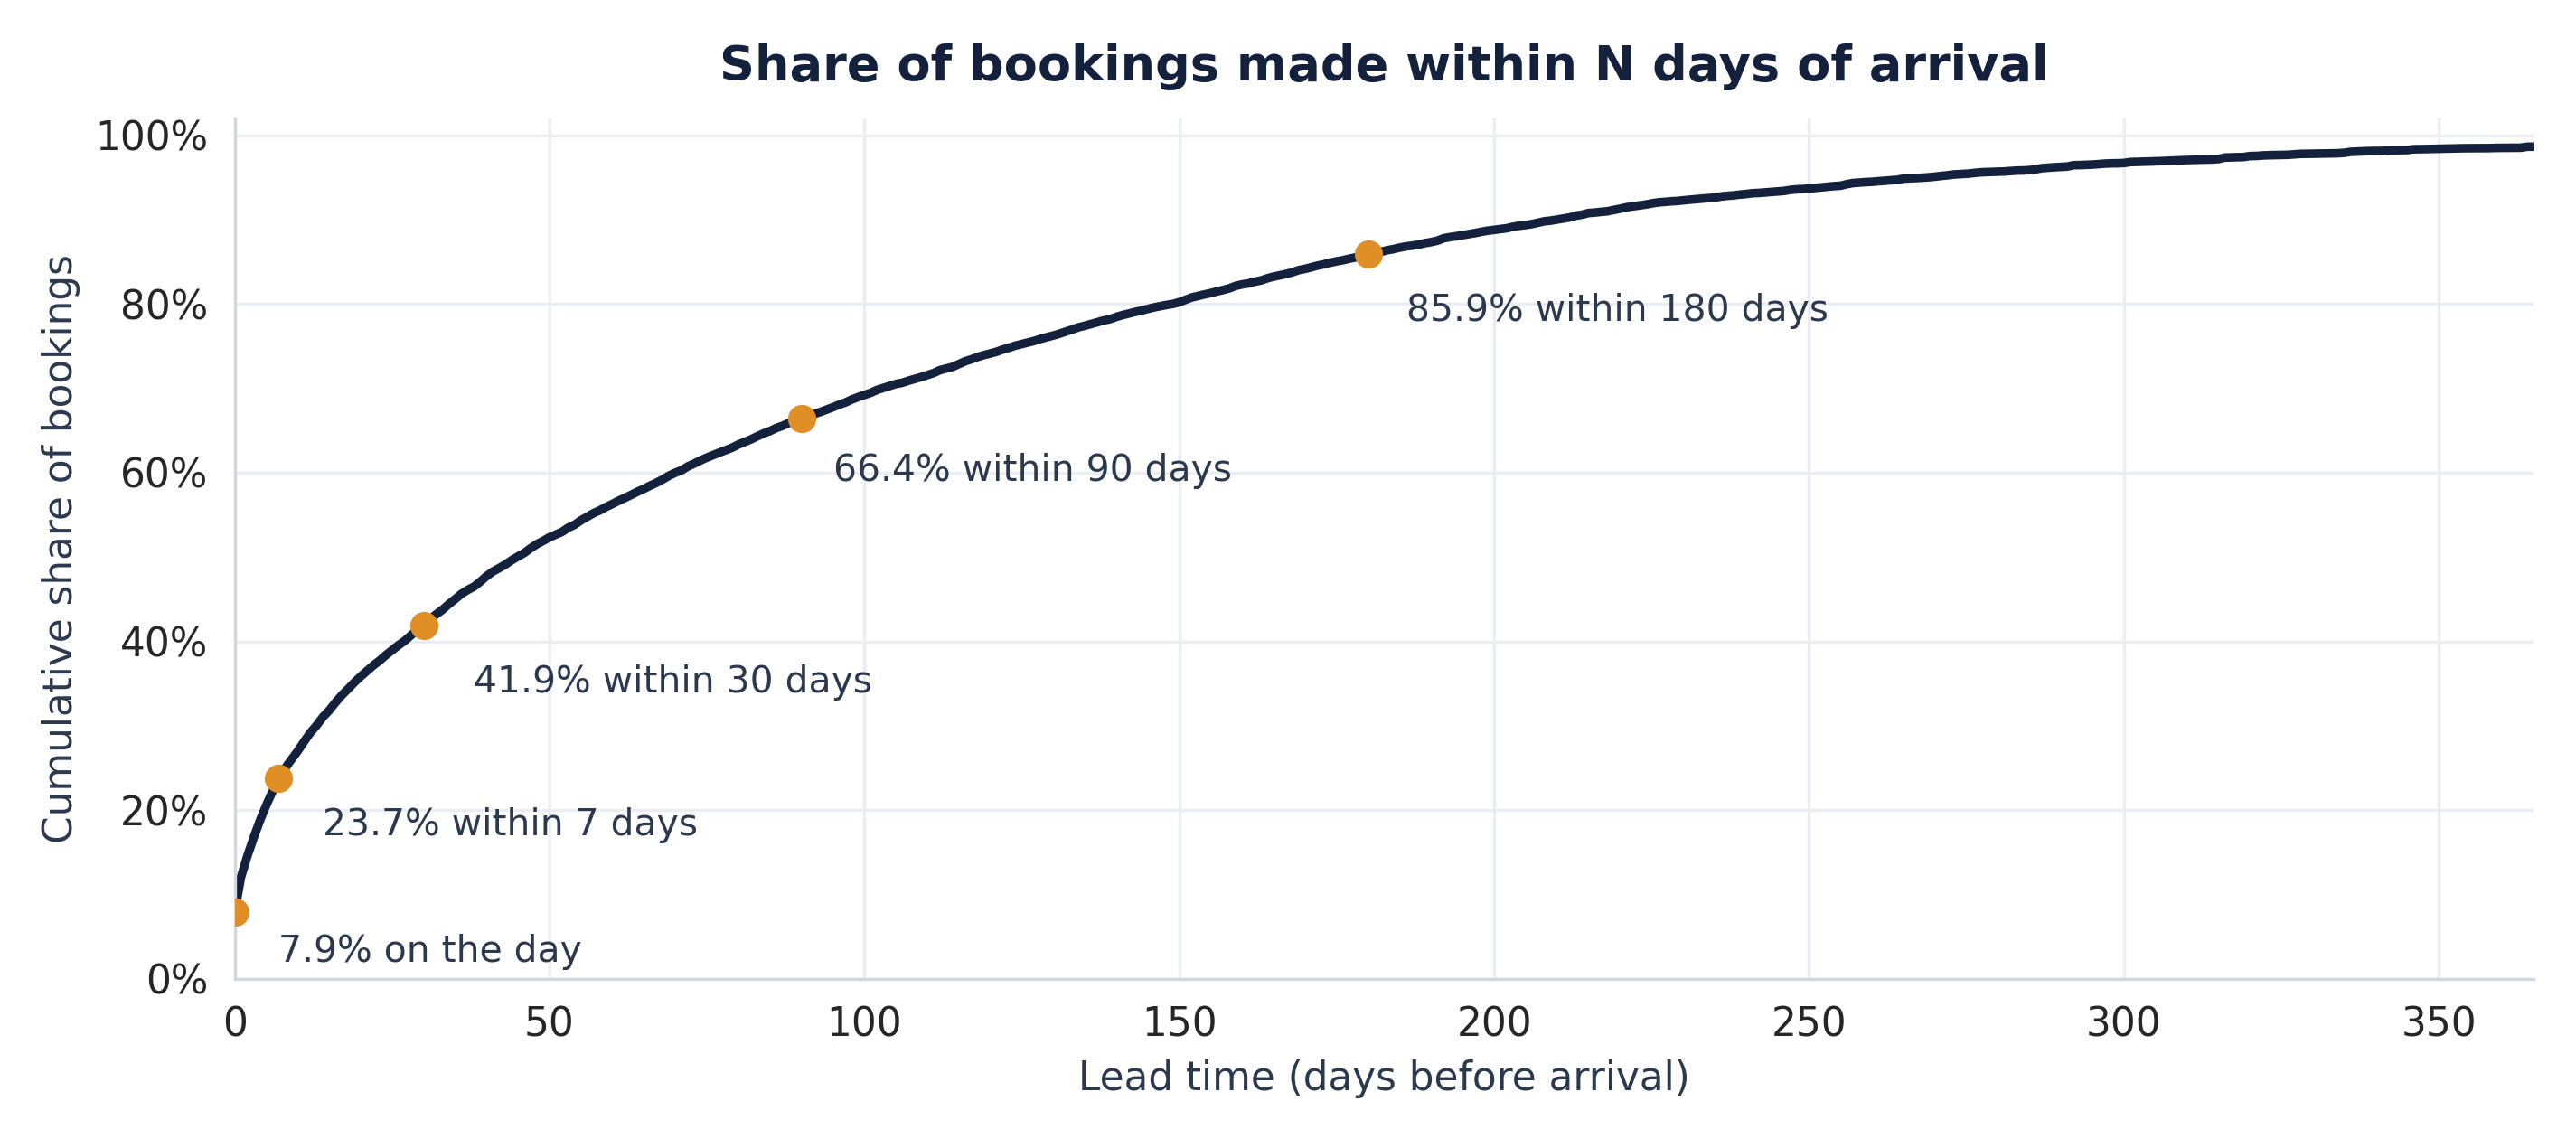 Share of bookings made within N days of arrival
Cumulative share of bookings
100%
80%
60%
40%
20%
0%
85.9% within 180 days
66.4% within 90 days
41.9% within 30 days
23.7% within 7 days
7.9% on the day
0 50 100 150 200 250 300 350
Lead time (days before arrival)